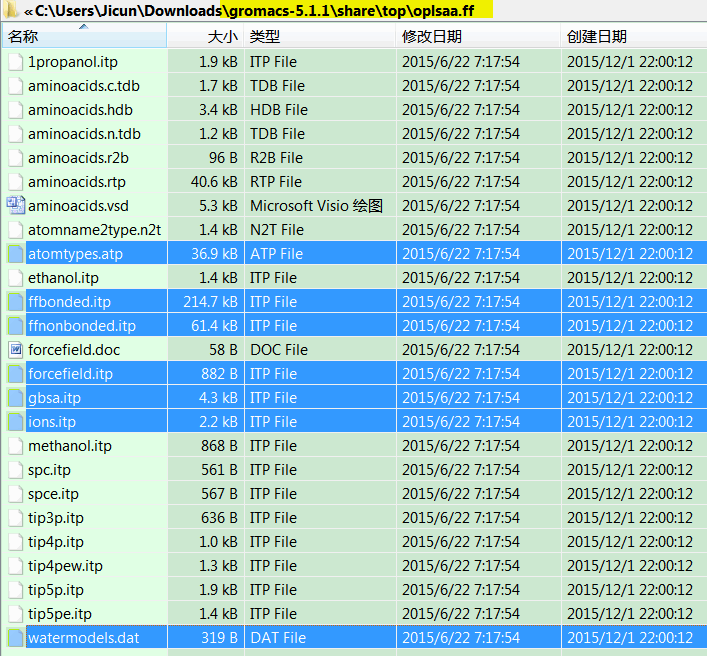 «C:\Users\Jicun\Downloads\gromacs-5.1.1\share\top\oplsaa.ff
名称 大小 类型 修改日期 创建日期
1propanol.itp 1.9 kB ITP File 2015/6/22 7:17:54 2015/12/1 22:00:12
aminoacids.c.tdb 1.7 kB TDB File 2015/6/22 7:17:54 2015/12/1 22:00:12
aminoacids.hdb 3.4 kB HDB File 2015/6/22 7:17:54 2015/12/1 22:00:12
aminoacids.n.tdb 1.2 kB TDB File 2015/6/22 7:17:54 2015/12/1 22:00:12
aminoacids.r2b 96 B R2B File 2015/6/22 7:17:54 2015/12/1 22:00:12
aminoacids.rtp 40.6 kB RTP File 2015/6/22 7:17:54 2015/12/1 22:00:12
aminoacids.vsd 5.3 kB Microsoft Visio 绘图 2015/6/22 7:17:54 2015/12/1 22:00:12
atomname2type.n2t 1.4 kB N2T File 2015/6/22 7:17:54 2015/12/1 22:00:12
atomtypes.atp 36.9 kB ATP File 2015/6/22 7:17:54 2015/12/1 22:00:12
ethanol.itp 1.4 kB ITP File 2015/6/22 7:17:54 2015/12/1 22:00:12
ffbonded.itp 214.7 kB ITP File 2015/6/22 7:17:54 2015/12/1 22:00:12
ffnonbonded.itp 61.4 kB ITP File 2015/6/22 7:17:54 2015/12/1 22:00:12
forcefield.doc 58 B DOC File 2015/6/22 7:17:54 2015/12/1 22:00:12
forcefield.itp 882 B ITP File 2015/6/22 7:17:54 2015/12/1 22:00:12
gbsa.itp 4.3 kB ITP File 2015/6/22 7:17:54 2015/12/1 22:00:12
ions.itp 2.2 kB ITP File 2015/6/22 7:17:54 2015/12/1 22:00:12
methanol.itp 868 B ITP File 2015/6/22 7:17:54 2015/12/1 22:00:12
spc.itp 561 B ITP File 2015/6/22 7:17:54 2015/12/1 22:00:12
spce.itp 567 B ITP File 2015/6/22 7:17:54 2015/12/1 22:00:12
tip3p.itp 636 B ITP File 2015/6/22 7:17:54 2015/12/1 22:00:12
tip4p.itp 1.0 kB ITP File 2015/6/22 7:17:54 2015/12/1 22:00:12
tip4pew.itp 1.3 kB ITP File 2015/6/22 7:17:54 2015/12/1 22:00:12
tip5p.itp 1.9 kB ITP File 2015/6/22 7:17:54 2015/12/1 22:00:12
tip5pe.itp 1.4 kB ITP File 2015/6/22 7:17:54 2015/12/1 22:00:12
watermodels.dat 319 B DAT File 2015/6/22 7:17:54 2015/12/1 22:00:12